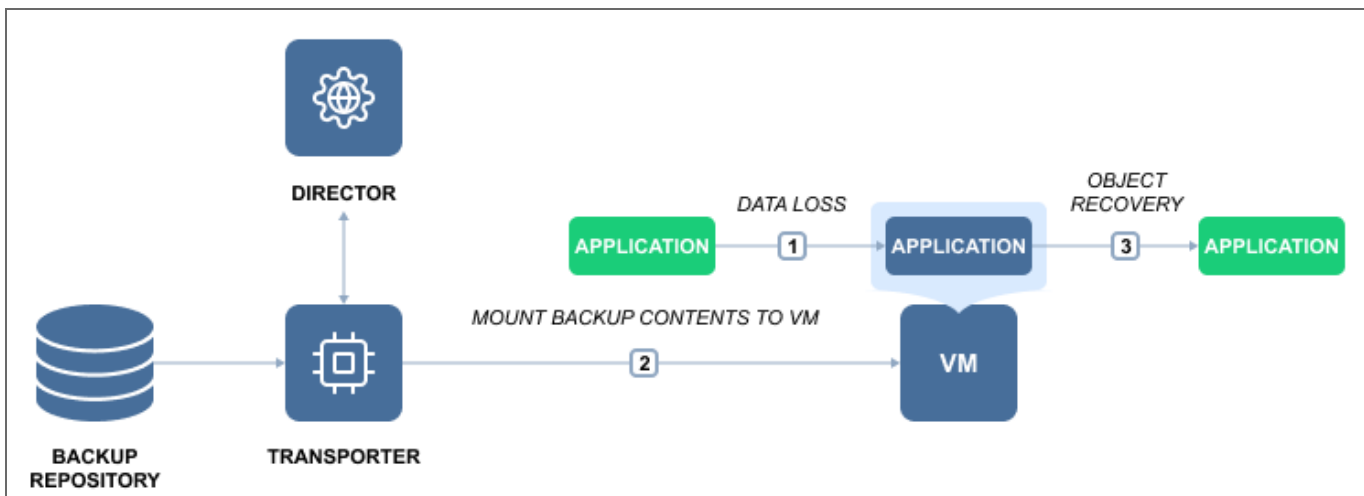 DIRECTOR
DATA LOSS
OBJECT
RECOVERY
APPLICATION
1
APPLICATION
3
APPLICATION
MOUNT BACKUP CONTENTS TO VM
2
VM
BACKUP
REPOSITORY
TRANSPORTER